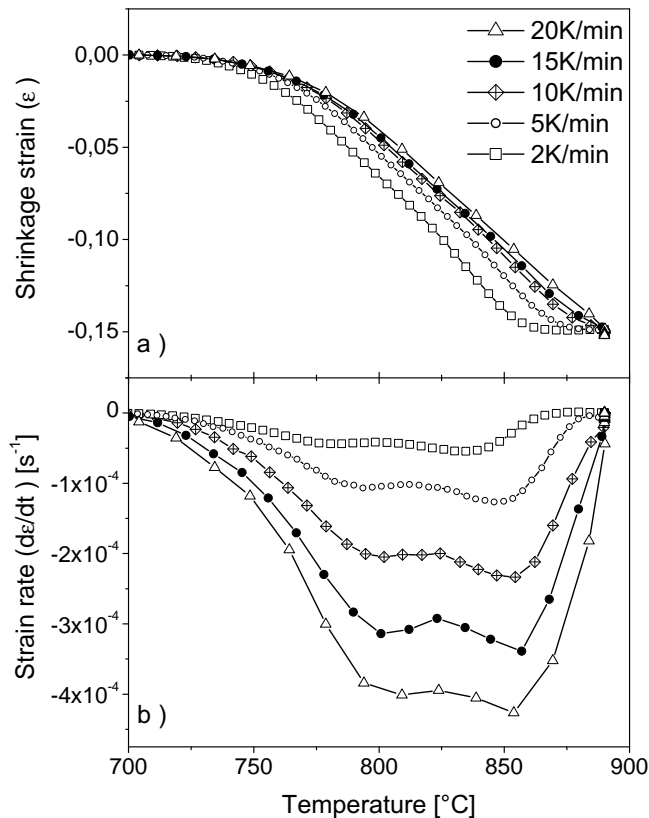 0,00
-0,05
-0,10
-0,15
Shrinkage strain (ε)
20K/min
15K/min
10K/min
5K/min
2K/min
a )
0
-1x10⁻⁴
-2x10⁻⁴
-3x10⁻⁴
-4x10⁻⁴
Strain rate (dε/dt ) [s⁻¹]
b )
700 750 800 850 900
Temperature [°C]